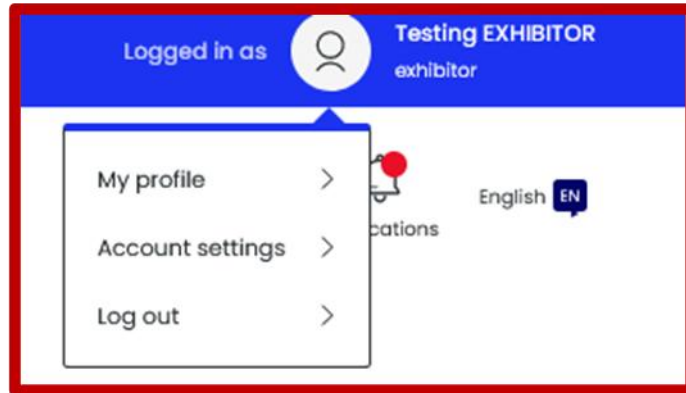 Logged in as
Testing EXHIBITOR
exhibitor
My profile
Account settings
Log out
cations
English EN